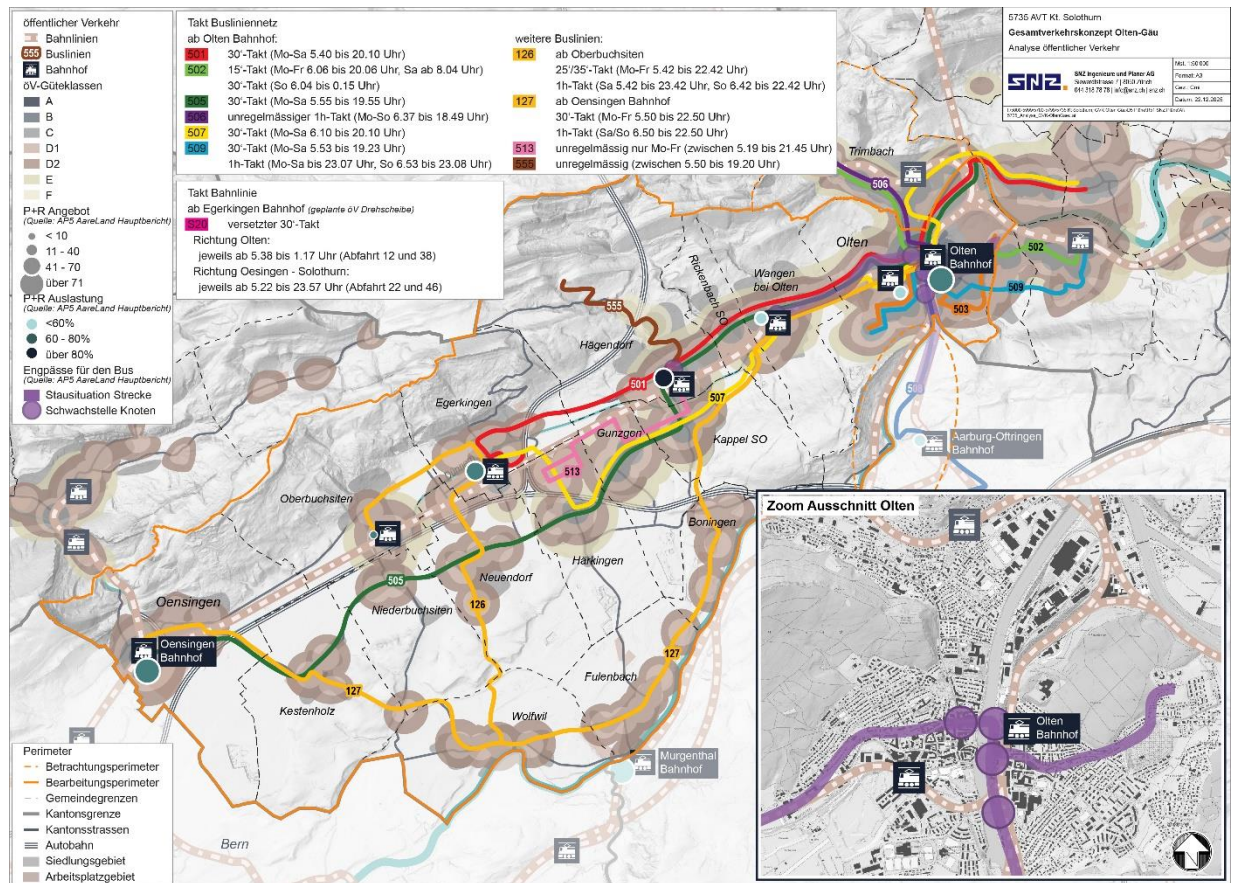 öffentlicher Verkehr
Bahnlinien
555 Buslinien
Bahnhof
öV-Güteklassen
A
B
C
D1
D2
E
F
P+R Angebot
(Quelle: AP5 AareLand Hauptbericht)
< 10
11 - 40
41 - 70
über 71
P+R Auslastung
(Quelle: AP5 AareLand Hauptbericht)
<60%
60 - 80%
über 80%
Engpässe für den Bus
(Quelle: AP5 AareLand Hauptbericht)
Stausituation Strecke
Schwachstelle Knoten
Takt Busliniennetz
ab Olten Bahnhof:
501 30'-Takt (Mo-Sa 5.40 bis 20.10 Uhr)
502 15'-Takt (Mo-Fr 6.06 bis 20.06 Uhr, Sa ab 8.04 Uhr)
30'-Takt (So 6.04 bis 0.15 Uhr)
505 30'-Takt (Mo-Sa 5.55 bis 19.55 Uhr)
506 unregelmässiger 1h-Takt (Mo-So 6.37 bis 18.49 Uhr)
507 30'-Takt (Mo-Sa 6.10 bis 20.10 Uhr)
509 30'-Takt (Mo-Sa 5.53 bis 19.23 Uhr)
1h-Takt (Mo-Sa bis 23.07 Uhr, So 6.53 bis 23.08 Uhr)
weitere Buslinien:
126 ab Oberbuchsiten
25'/35'-Takt (Mo-Fr 5.42 bis 22.42 Uhr)
1h-Takt (Sa 5.42 bis 23.42 Uhr, So 6.42 bis 22.42 Uhr)
127 ab Oensingen Bahnhof
30'-Takt (Mo-Fr 5.50 bis 22.50 Uhr)
1h-Takt (Sa/So 6.50 bis 22.50 Uhr)
513 unregelmässig nur Mo-Fr (zwischen 5.19 bis 21.45 Uhr)
555 unregelmässig (zwischen 5.50 bis 19.20 Uhr)
Takt Bahnlinie
ab Egerkingen Bahnhof (geplante öV Drehscheibe)
S20 versetzter 30'-Takt
Richtung Olten:
jeweils ab 5.38 bis 1.17 Uhr (Abfahrt 12 und 38)
Richtung Oesingen - Solothurn:
jeweils ab 5.22 bis 23.57 Uhr (Abfahrt 22 und 46)
5735 AVT Kt. Solothurn
Gesamtverkehrskonzept Olten-Gäu
Analyse öffentlicher Verkehr
SNZ
SNZ Ingenieure und Planer AG
Format: A3
Trimbach
506
Olten
Olten
Bahnhof
502
509
503
Rickenbach SO
Wangen
bei Olten
555
Hägendorf
501
507
Egerkingen
Gunzgen
Kappel SO
513
Aarburg-Oftringen
Bahnhof
Oberbuchsiten
Boningen
Härkingen
505
Neuendorf
126
Niederbuchsiten
Oensingen
Oensingen
Bahnhof
127
Fulenbach
127
Kestenholz
Wolfwil
Murgenthal
Bahnhof
Bern
Zoom Ausschnitt Olten
Olten
Bahnhof
N
Perimeter
Betrachtungsperimeter
Bearbeitungsperimeter
Gemeindegrenzen
Kantonsgrenze
Kantonsstrassen
Autobahn
Siedlungsgebiet
Arbeitsplatzgebiet